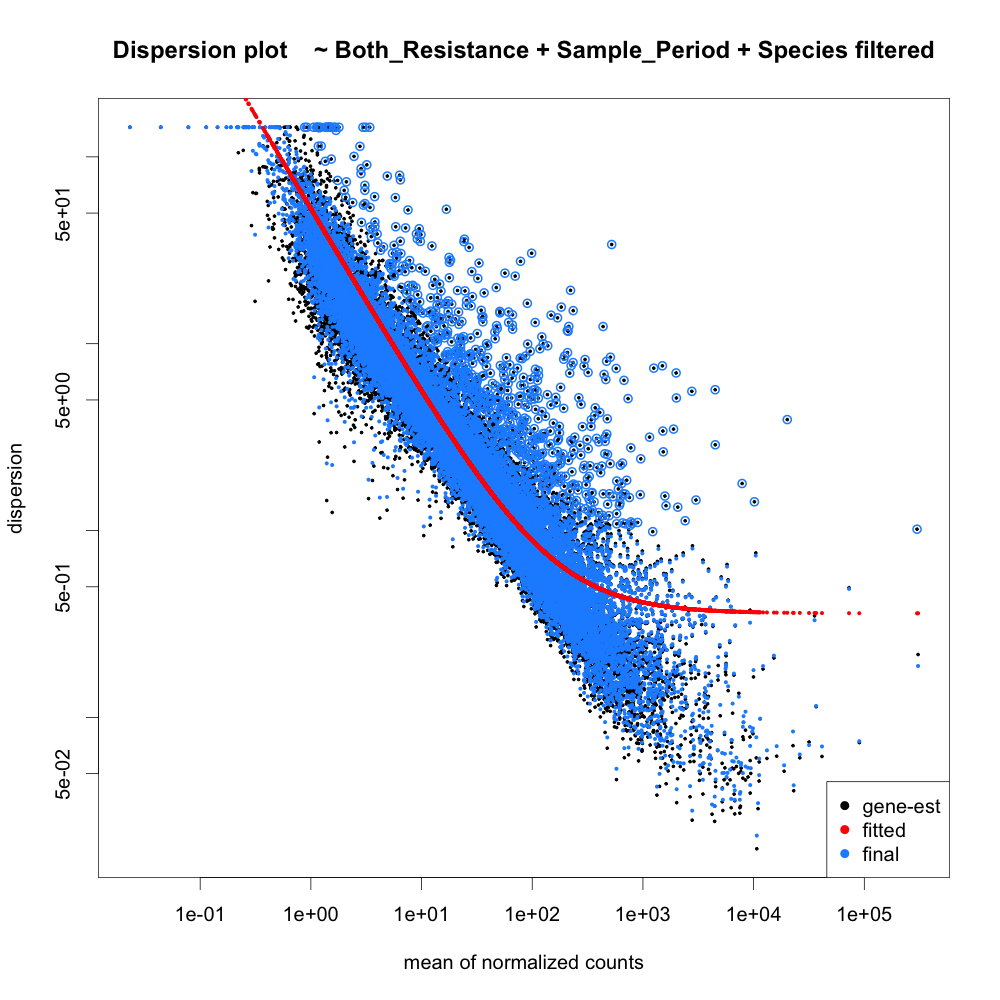 Dispersion plot ~ Both_Resistance + Sample_Period + Species filtered
dispersion
5e+01
5e+00
5e-01
5e-02
gene-est
fitted
final
1e-01 1e+00 1e+01 1e+02 1e+03 1e+04 1e+05
mean of normalized counts